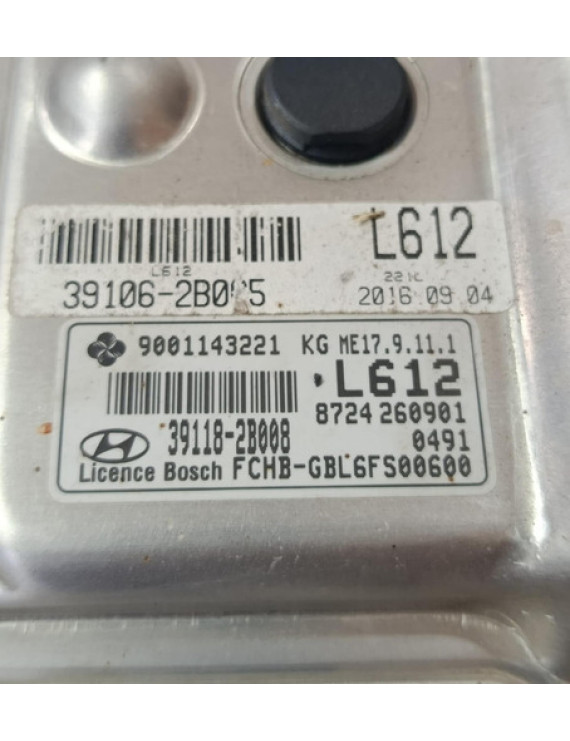 L612
L612
221C
2016 09 04
9001143221 KG ME17.9.11.1
L612
8724 260901
39118-2B008 0491
Licence Bosch FCHB-GBL6FS00600